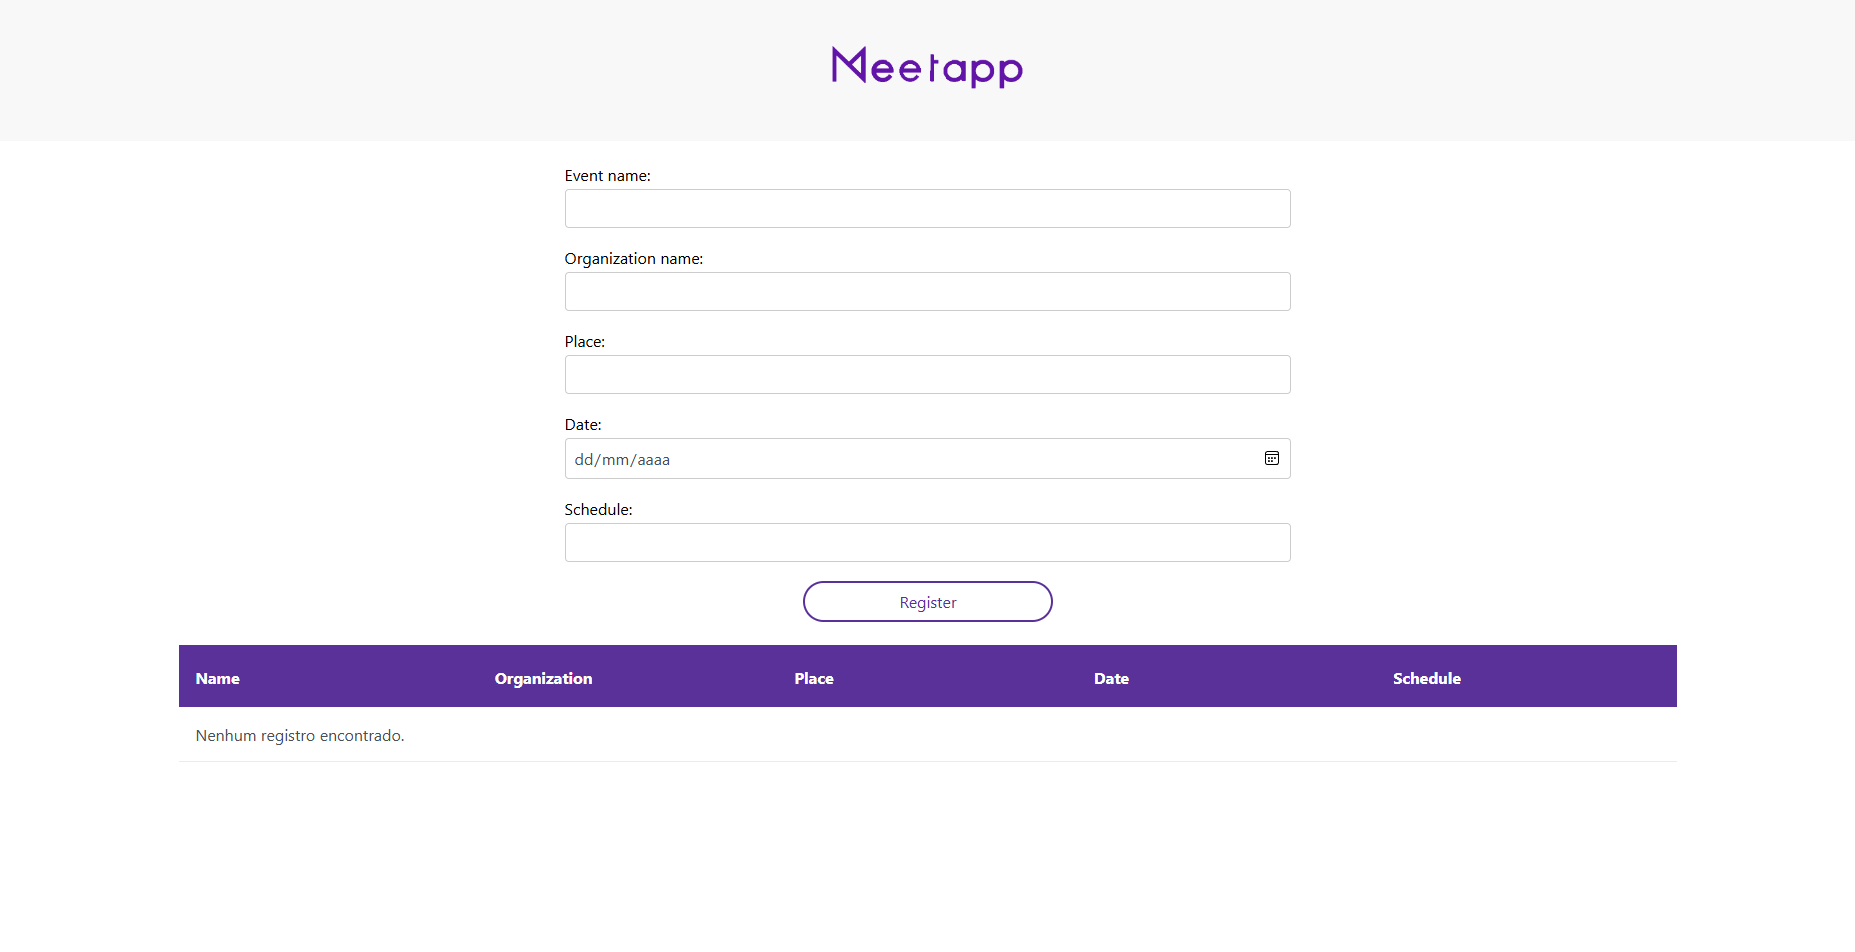 Meetapp
Event name:
Organization name:
Place:
Date:
dd/mm/aaaa
Schedule:
Register
Name Organization Place Date Schedule
Nenhum registro encontrado.